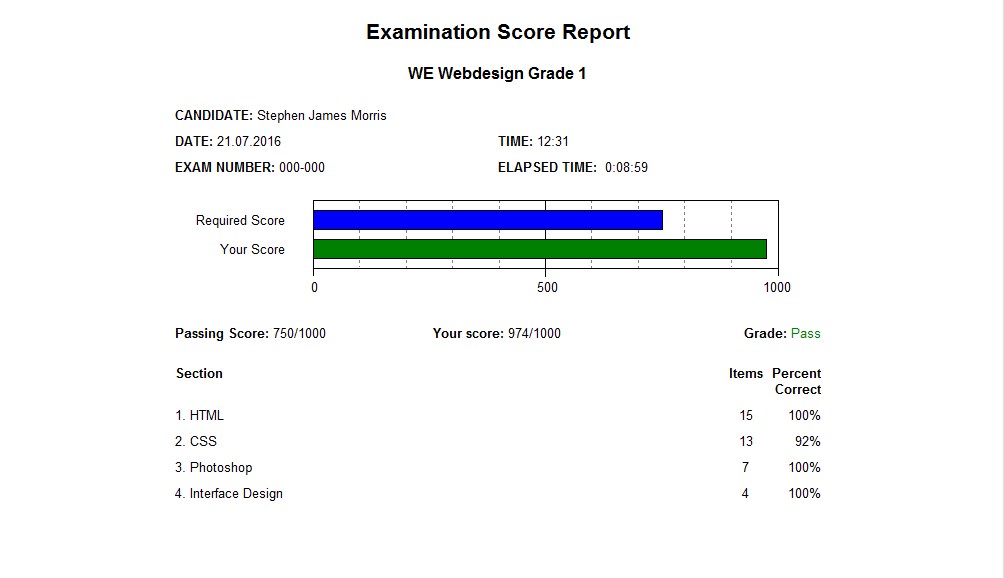 Examination Score Report
WE Webdesign Grade 1
CANDIDATE: Stephen James Morris
DATE: 21.07.2016 TIME: 12:31
EXAM NUMBER: 000-000 ELAPSED TIME: 0:08:59
Required Score
Your Score
0 500 1000
Passing Score: 750/1000 Your score: 974/1000 Grade: Pass
Section Items Percent
Correct
1. HTML 15 100%
2. CSS 13 92%
3. Photoshop 7 100%
4. Interface Design 4 100%